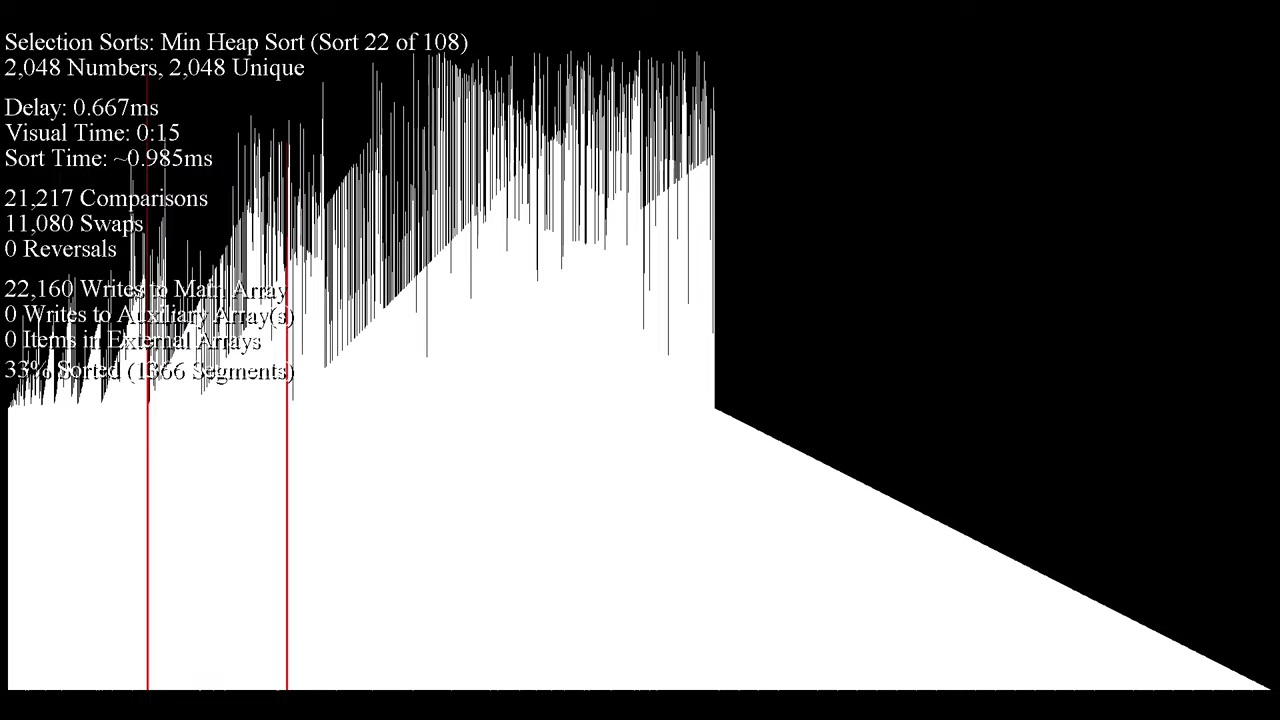 Selection Sorts: Min Heap Sort (Sort 22 of 108)
2,048 Numbers, 2,048 Unique
Delay: 0.667ms
Visual Time: 0:15
Sort Time: ~0.985ms
21,217 Comparisons
11,080 Swaps
0 Reversals
22,160 Writes to Main Array
0 Writes to Auxiliary Array(s)
0 Items in External Arrays
33% Sorted (1366 Segments)